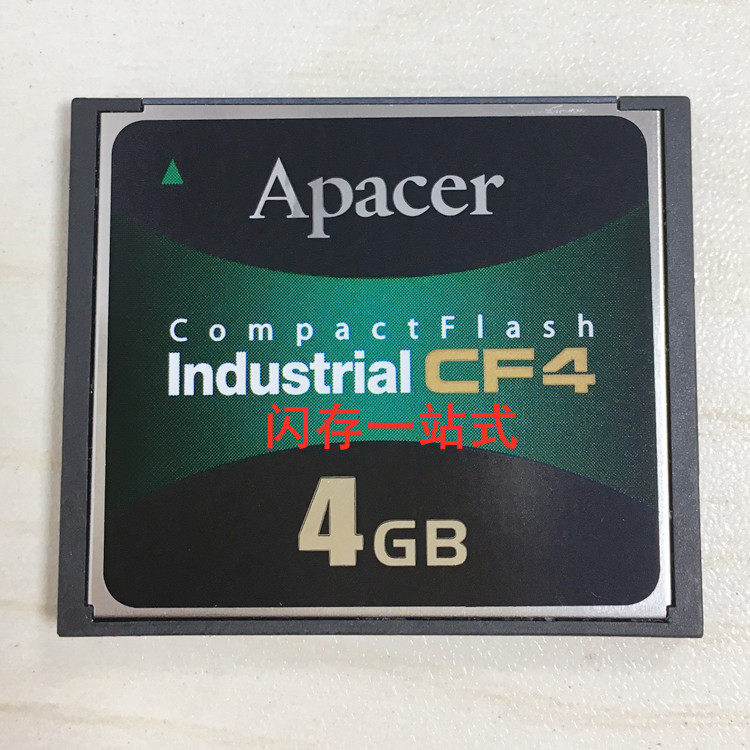 Apacer
CompactFlash
Industrial CF4
闪存一站式
4GB